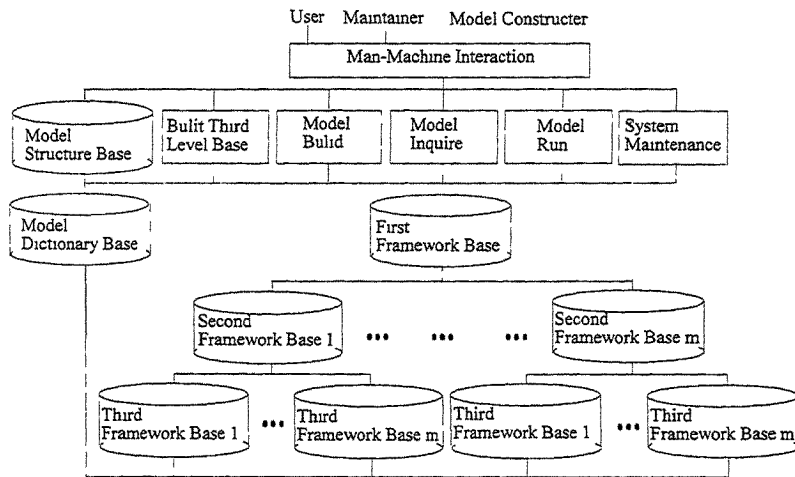 User Maintainer Model Constructer
Man-Machine Interaction
Model
Structure Base
Bulit Third
Level Base
Model
Bulid
Model
Inquire
Model
Run
System
Maintenance
Model
Dictionary Base
First
Framework Base
Second
Framework Base 1
... ... ...
Second
Framework Base m
Third
Framework Base 1
...
Third
Framework Base m
Third
Framework Base 1
...
Third
Framework Base m